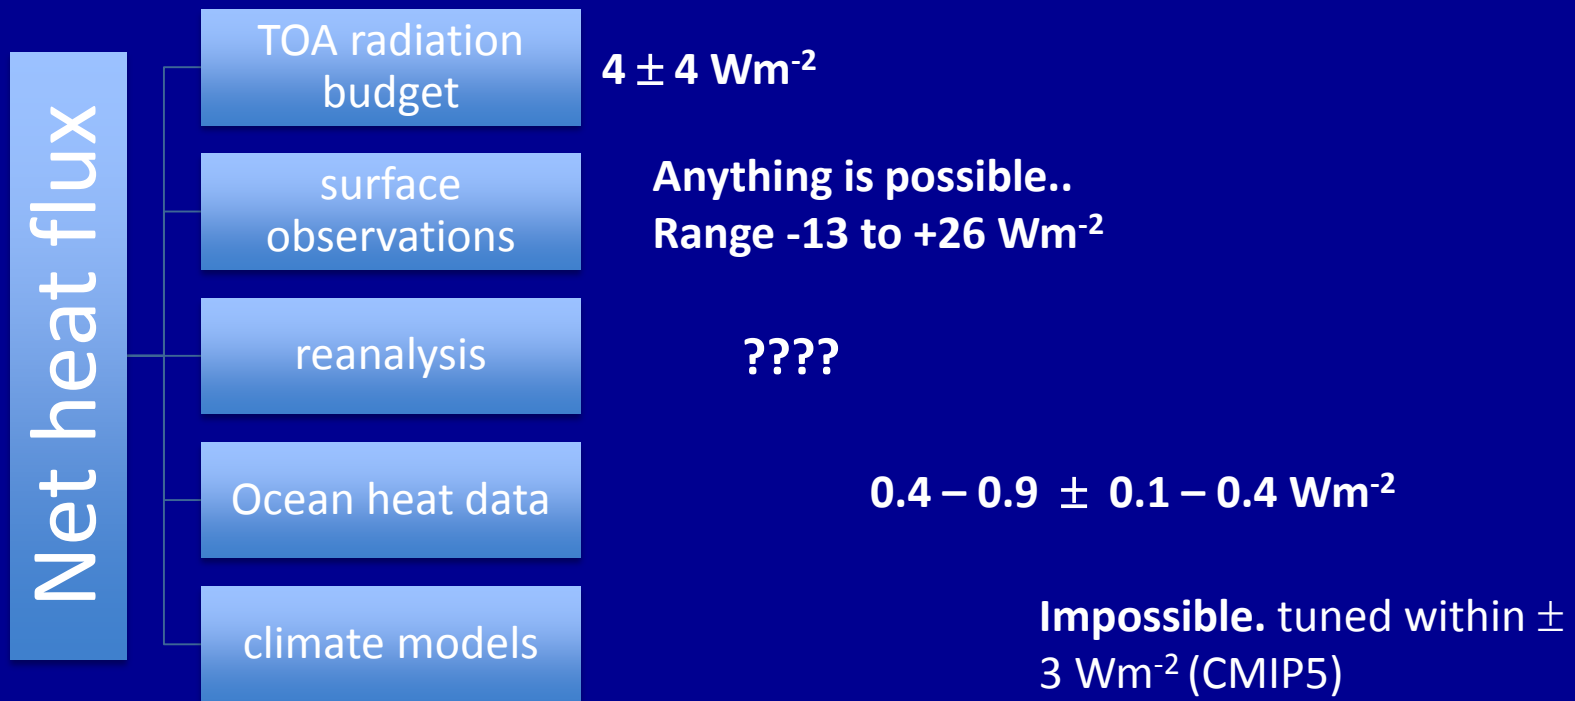 Net heat flux
TOA radiation
budget
4 ± 4 Wm⁻²
surface
observations
Anything is possible..
Range -13 to +26 Wm⁻²
reanalysis
????
Ocean heat data
0.4 – 0.9 ± 0.1 – 0.4 Wm⁻²
climate models
Impossible. tuned within ±
3 Wm⁻² (CMIP5)